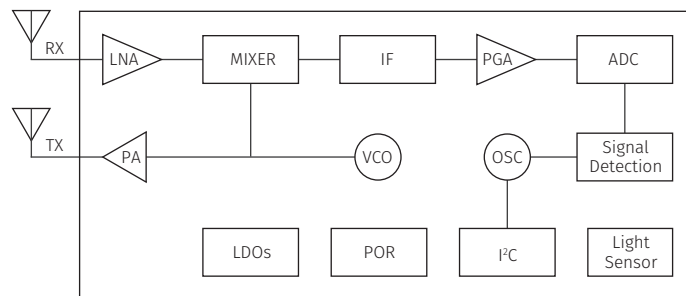 RX
LNA
MIXER
IF
PGA
ADC
TX
PA
VCO
OSC
Signal
Detection
LDOs
POR
I²C
Light
Sensor